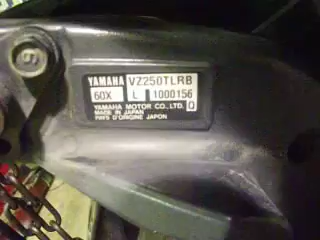 YAMAHA VZ250TLRB
60X L 1000156
YAMAHA MOTOR CO., LTD. Q
MADE IN JAPAN
PAYS D'ORIGINE JAPON